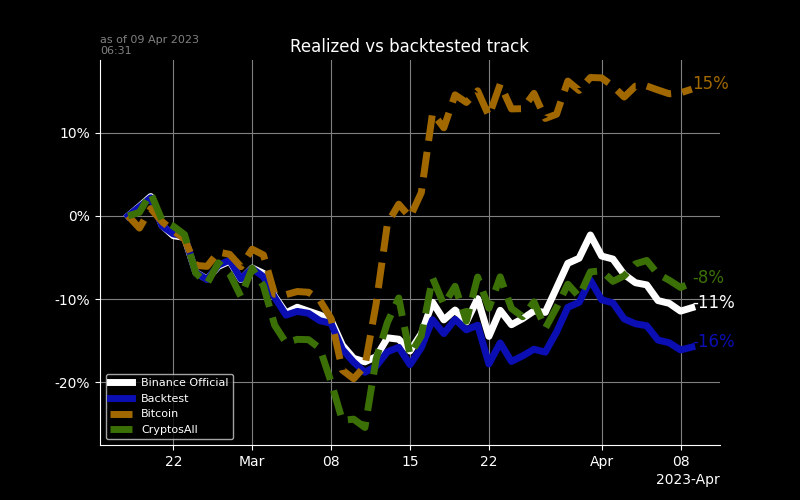 as of 09 Apr 2023
06:31
Realized vs backtested track
15%
10%
0%
-10%
-20%
-8%
-11%
-16%
Binance Official
Backtest
Bitcoin
CryptosAll
22 Mar 08 15 22 Apr 08
2023-Apr